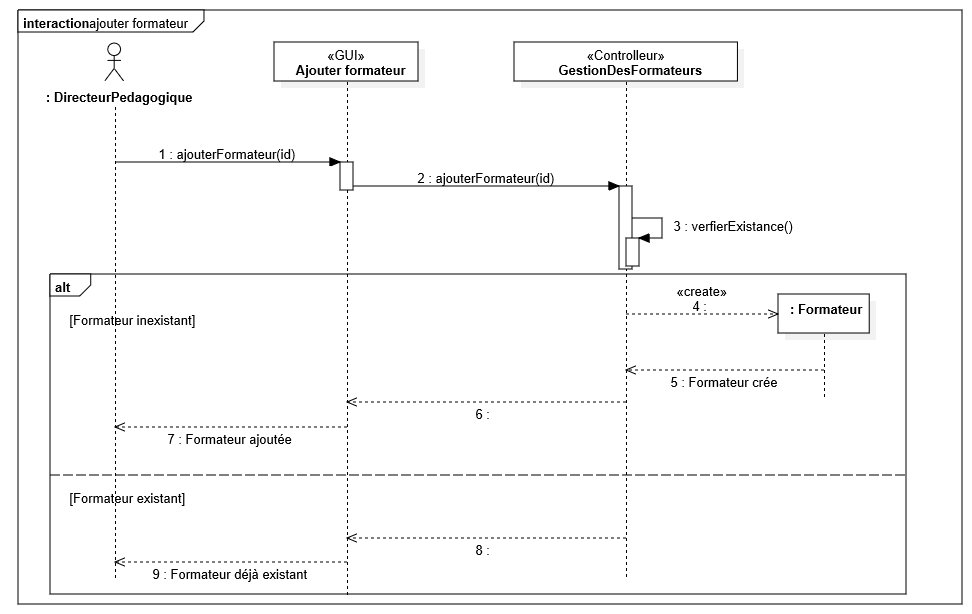 interactionajouter formateur
«GUI»
Ajouter formateur
«Controlleur»
GestionDesFormateurs
: DirecteurPedagogique
1 : ajouterFormateur(id)
2 : ajouterFormateur(id)
3 : verfierExistance()
alt
«create»
4 :
: Formateur
[Formateur inexistant]
5 : Formateur crée
6 :
7 : Formateur ajoutée
[Formateur existant]
8 :
9 : Formateur déjà existant